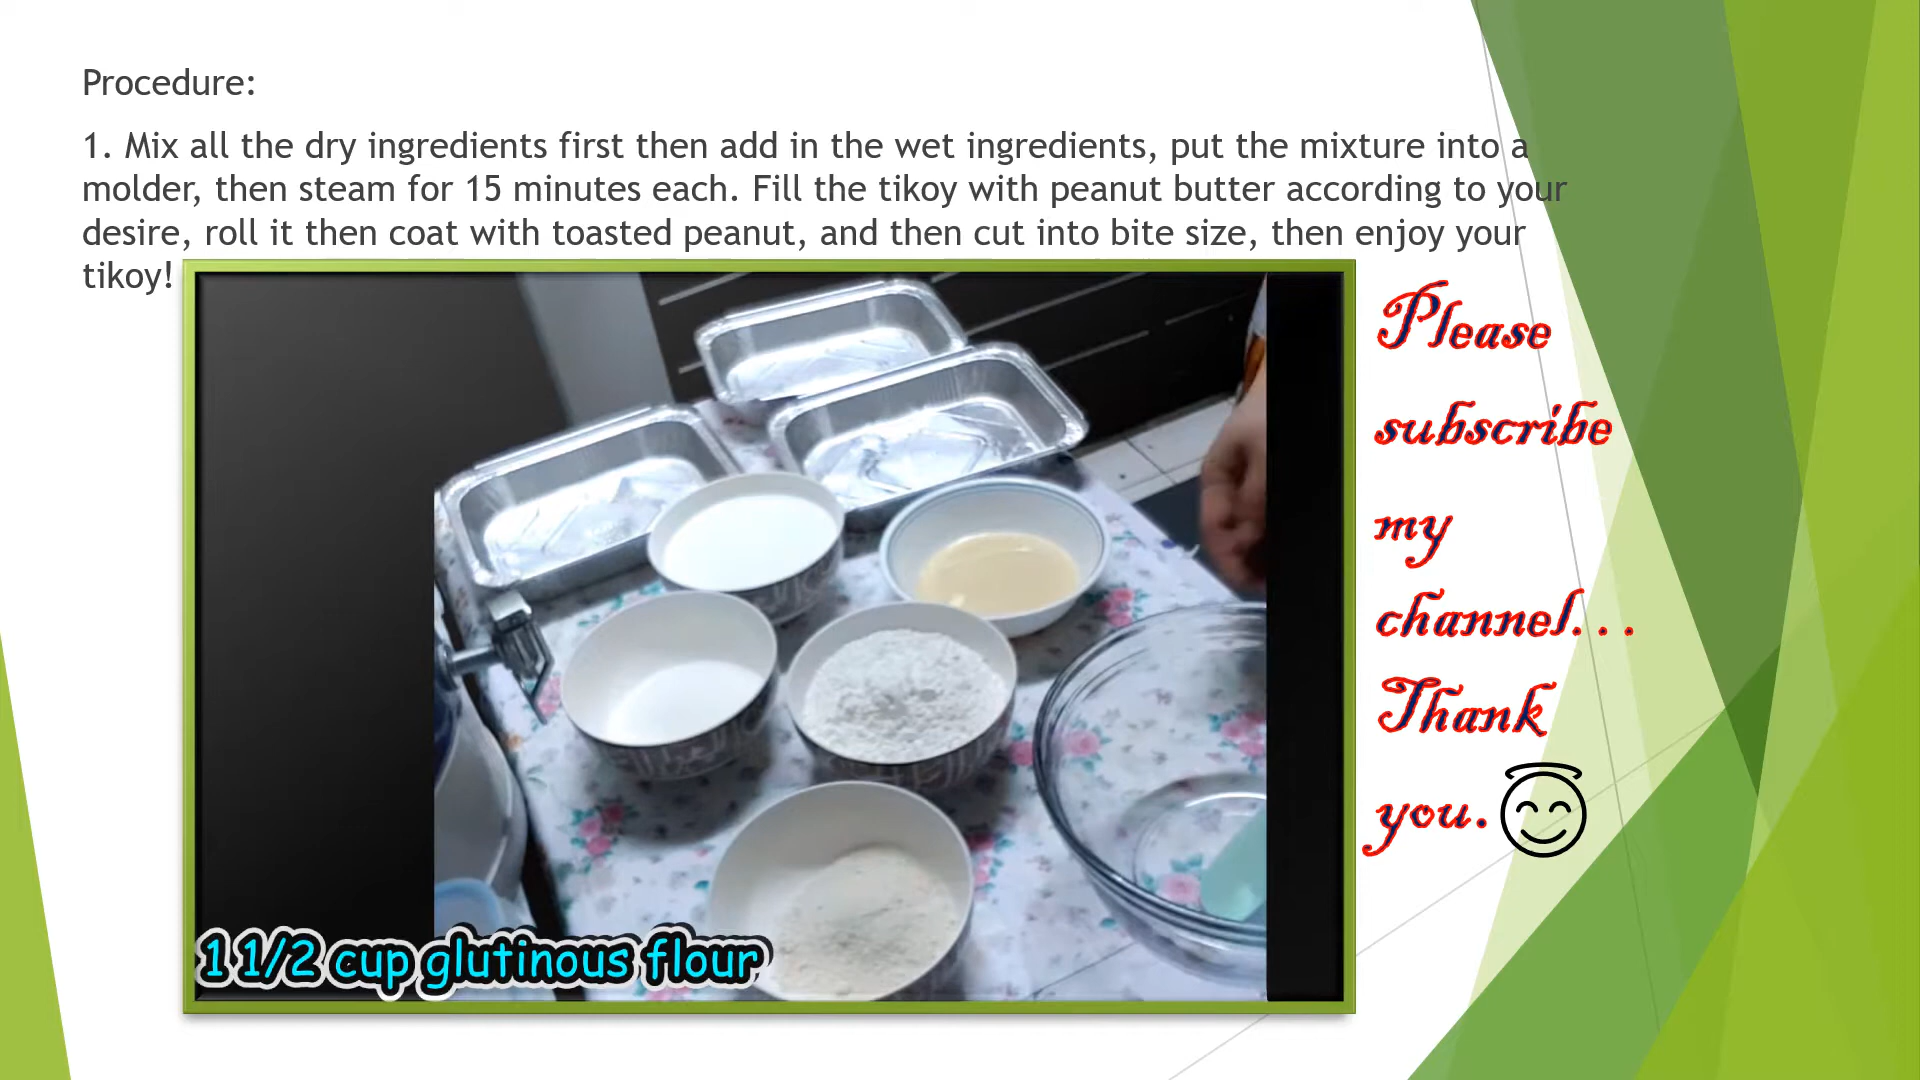 Procedure:
1. Mix all the dry ingredients first then add in the wet ingredients, put the mixture into a
molder, then steam for 15 minutes each. Fill the tikoy with peanut butter according to your
desire, roll it then coat with toasted peanut, and then cut into bite size, then enjoy your
tikoy!
Please
subscribe
my
channel...
Thank
you.
1 1/2 cup glutinous flour